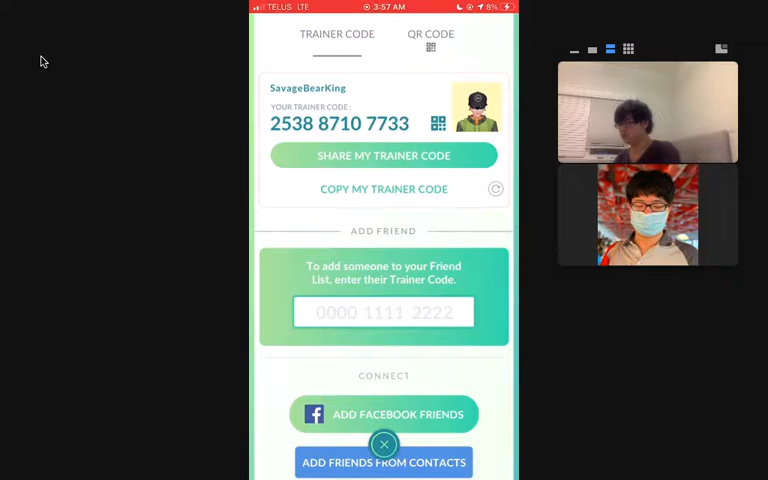 TELUS LTE
3:57 AM
8%
TRAINER CODE
QR CODE
SavageBearKing
YOUR TRAINER CODE :
2538 8710 7733
SHARE MY TRAINER CODE
COPY MY TRAINER CODE
ADD FRIEND
To add someone to your Friend
List, enter their Trainer Code.
0000 1111 2222
CONNECT
ADD FACEBOOK FRIENDS
ADD FRIENDS FROM CONTACTS